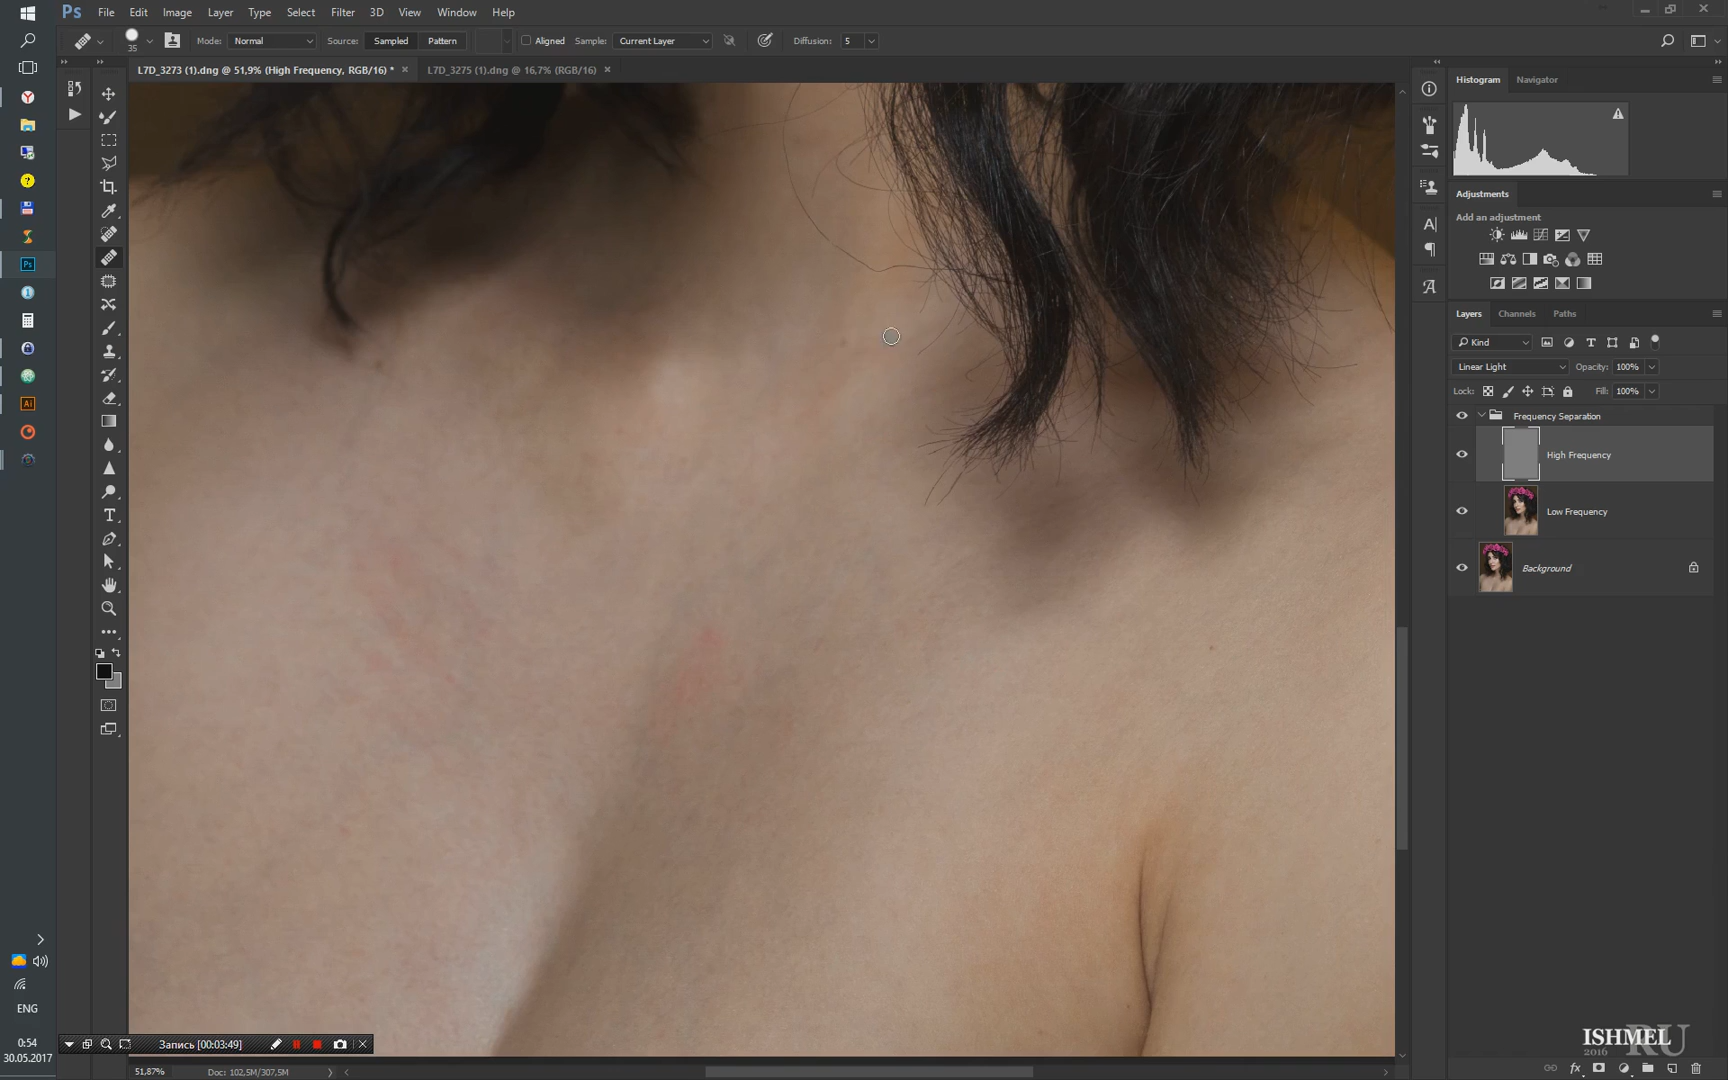 Ps File Edit Image Layer Type Select Filter 3D View Window Help
35 Mode: Normal Source: Sampled Pattern Aligned Sample: Current Layer Diffusion: 5
L7D_3273 (1).dng @ 51,9% (High Frequency, RGB/16) * × L7D_3275 (1).dng @ 16,7% (RGB/16) ×
Histogram Navigator
Adjustments
Add an adjustment
Layers Channels Paths
Kind
Linear Light Opacity: 100%
Lock: Fill: 100%
Frequency Separation
High Frequency
Low Frequency
Background
Ps
Ai
ENG
0:54
30.05.2017
Запись [00:03:49]
51,87% Doc: 102,5M/307,5M
ISHMEL
2016 RU